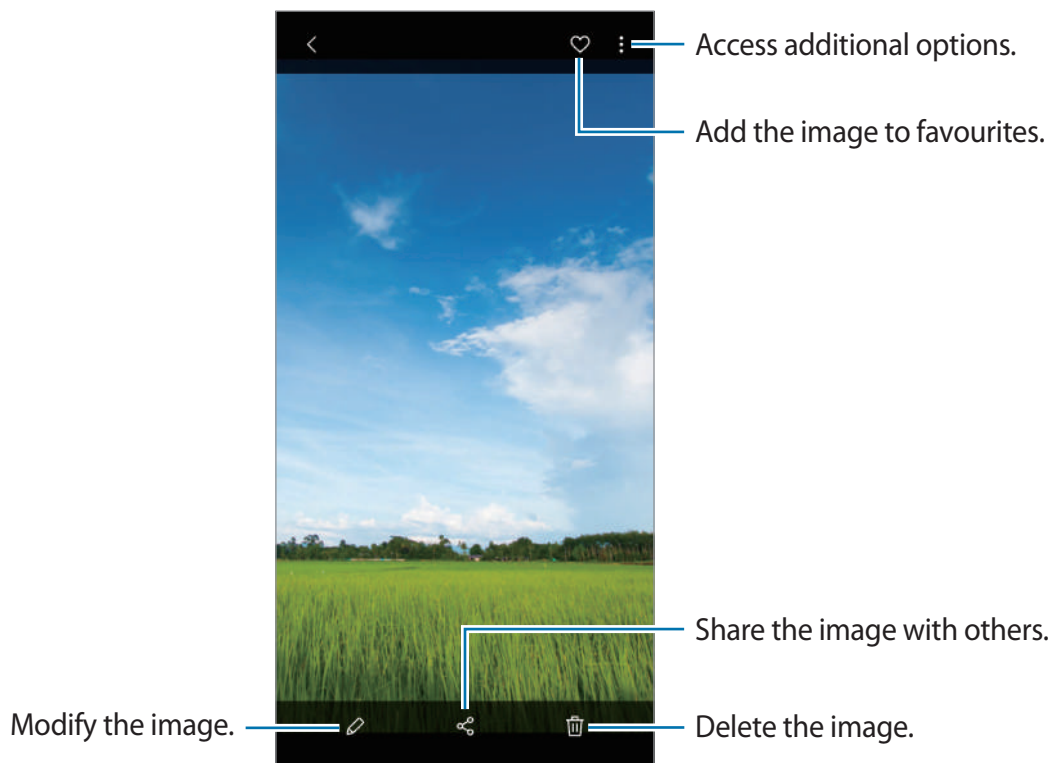 Access additional options.
Add the image to favourites.
Share the image with others.
Modify the image.
Delete the image.